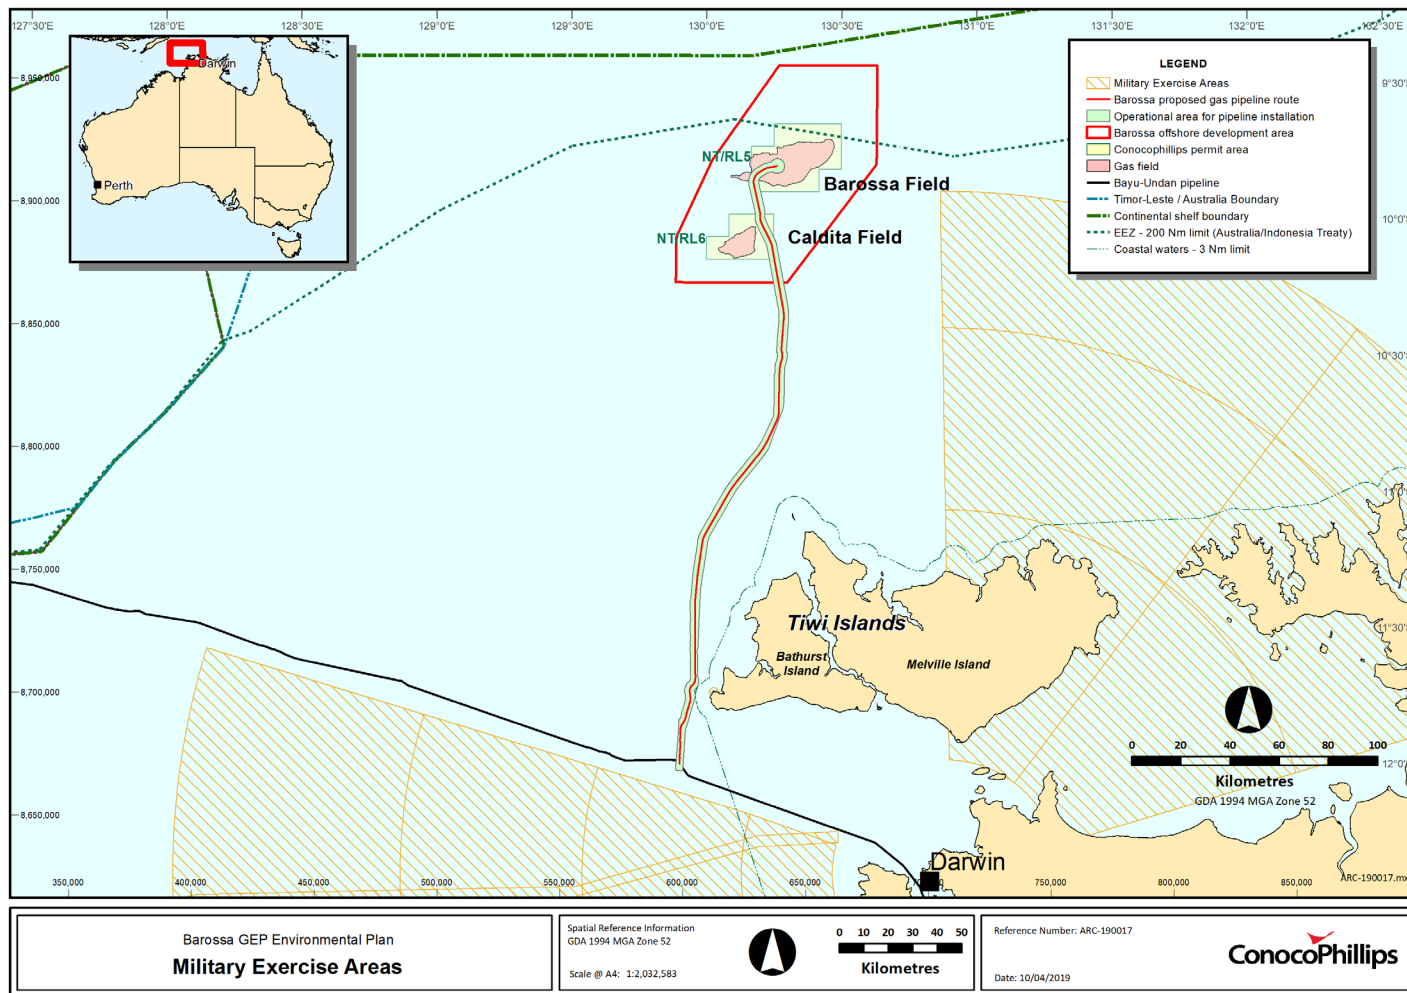 127°30'E 128°0'E 128°30'E 129°0'E 129°30'E 130°0'E 130°30'E 131°0'E 131°30'E 132°0'E 132°30'E
Darwin
Perth
LEGEND
Military Exercise Areas
Barossa proposed gas pipeline route
Operational area for pipeline installation
Barossa offshore development area
Conocophillips permit area
Gas field
Bayu-Undan pipeline
Timor-Leste / Australia Boundary
Continental shelf boundary
EEZ - 200 Nm limit (Australia/Indonesia Treaty)
Coastal waters - 3 Nm limit
8,950,000
9°30'S
NT/RL5
Barossa Field
8,900,000
10°0'S
NT/RL6
Caldita Field
8,850,000
10°30'S
8,800,000
11°0'S
8,750,000
Tiwi Islands
11°30'S
Bathurst
Island
Melville Island
8,700,000
0 20 40 60 80 100
Kilometres
12°0'S
GDA 1994 MGA Zone 52
8,650,000
Darwin
350,000 400,000 450,000 500,000 550,000 600,000 650,000 750,000 800,000 850,000
ARC-190017.mx
Barossa GEP Environmental Plan
Military Exercise Areas
Spatial Reference Information
GDA 1994 MGA Zone 52
Scale @ A4: 1:2,032,583
0 10 20 30 40 50
Kilometres
Reference Number: ARC-190017
Date: 10/04/2019
ConocoPhillips